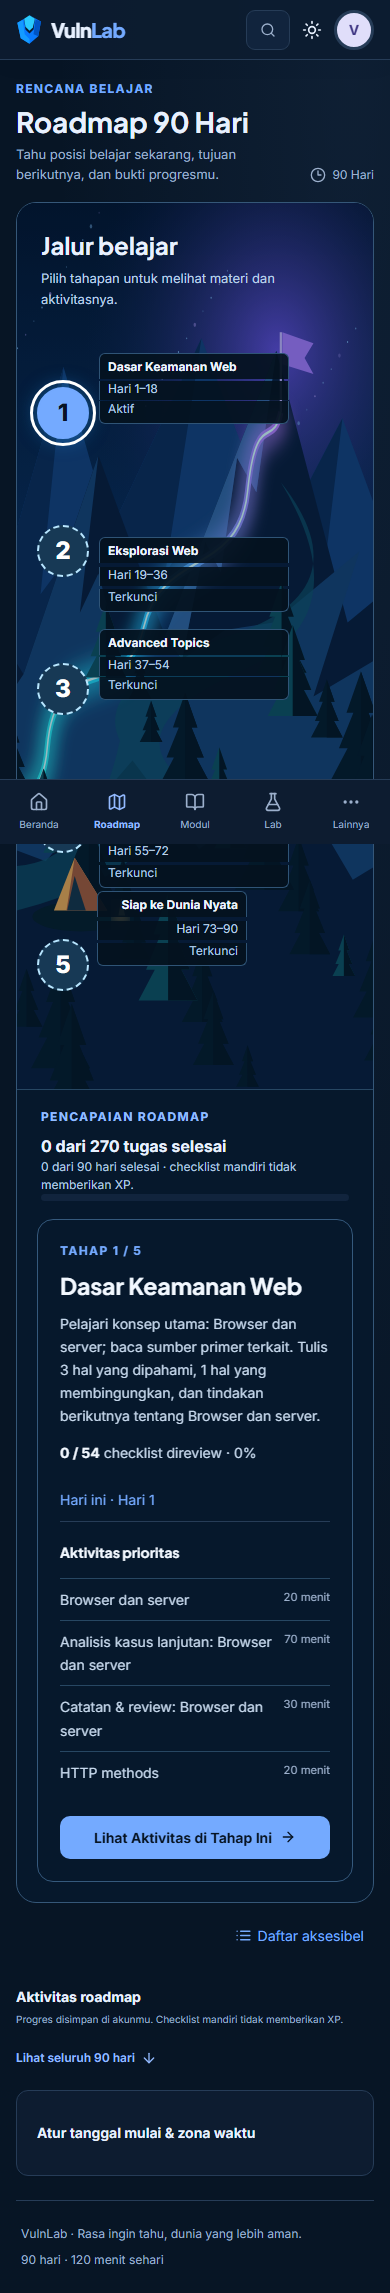 VulnLab
V
RENCANA BELAJAR
Roadmap 90 Hari
Tahu posisi belajar sekarang, tujuan
berikutnya, dan bukti progresmu.
90 Hari
Jalur belajar
Pilih tahapan untuk melihat materi dan
aktivitasnya.
1
Dasar Keamanan Web
Hari 1–18
Aktif
2
Eksplorasi Web
Hari 19–36
Terkunci
3
Advanced Topics
Hari 37–54
Terkunci
Beranda
Roadmap
Modul
Lab
Lainnya
Hari 55–72
Terkunci
5
Siap ke Dunia Nyata
Hari 73–90
Terkunci
PENCAPAIAN ROADMAP
0 dari 270 tugas selesai
0 dari 90 hari selesai · checklist mandiri tidak
memberikan XP.
TAHAP 1 / 5
Dasar Keamanan Web
Pelajari konsep utama: Browser dan
server; baca sumber primer terkait. Tulis
3 hal yang dipahami, 1 hal yang
membingungkan, dan tindakan
berikutnya tentang Browser dan server.
0 / 54 checklist direview · 0%
Hari ini · Hari 1
Aktivitas prioritas
Browser dan server 20 menit
Analisis kasus lanjutan: Browser 70 menit
dan server
Catatan & review: Browser dan 30 menit
server
HTTP methods 20 menit
Lihat Aktivitas di Tahap Ini →
Daftar aksesibel
Aktivitas roadmap
Progres disimpan di akunmu. Checklist mandiri tidak memberikan XP.
Lihat seluruh 90 hari ↓
Atur tanggal mulai & zona waktu
VulnLab · Rasa ingin tahu, dunia yang lebih aman.
90 hari · 120 menit sehari